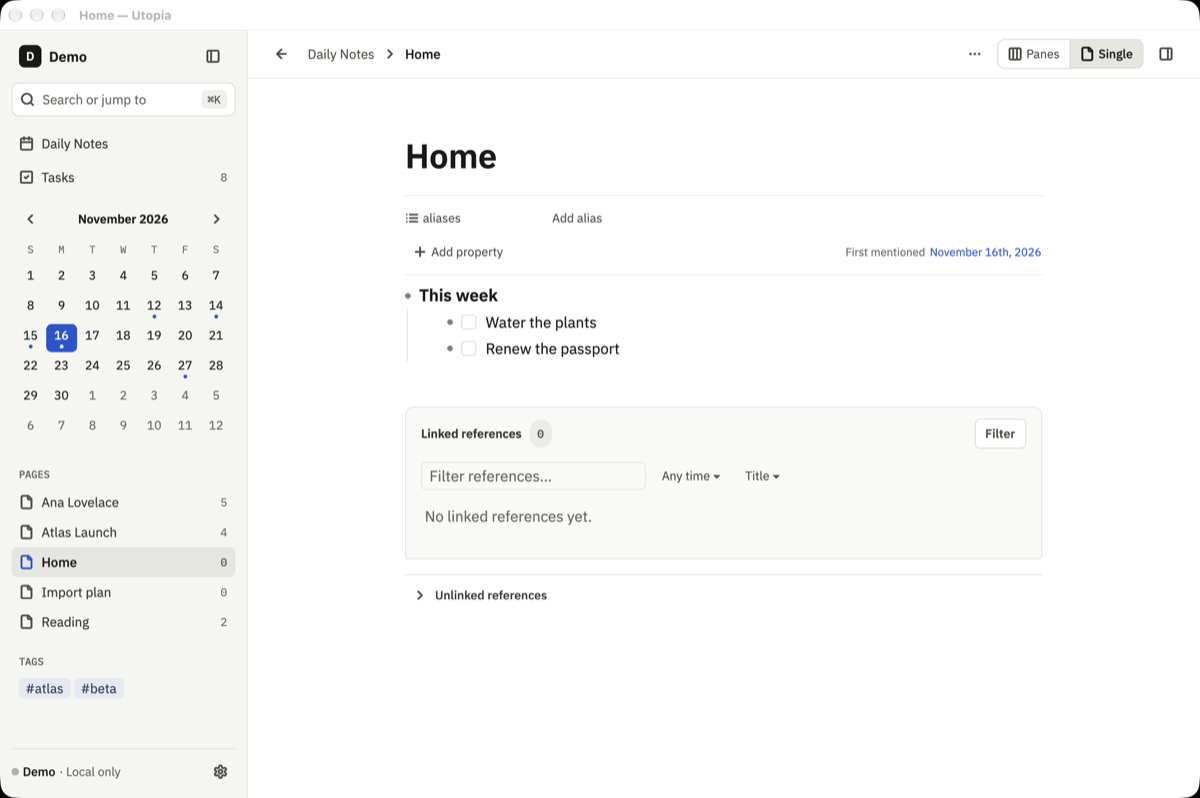 Home — Utopia
D Demo
Search or jump to ⌘K
Daily Notes
Tasks 8
November 2026
S M T W T F S
1 2 3 4 5 6 7
8 9 10 11 12 13 14
15 16 17 18 19 20 21
22 23 24 25 26 27 28
29 30 1 2 3 4 5
6 7 8 9 10 11 12
PAGES
Ana Lovelace 5
Atlas Launch 4
Home 0
Import plan 0
Reading 2
TAGS
#atlas #beta
Demo · Local only
Daily Notes > Home
... Panes Single
Home
aliases Add alias
+ Add property First mentioned November 16th, 2026
• This week
• Water the plants
• Renew the passport
Linked references 0 Filter
Filter references... Any time Title
No linked references yet.
Unlinked references